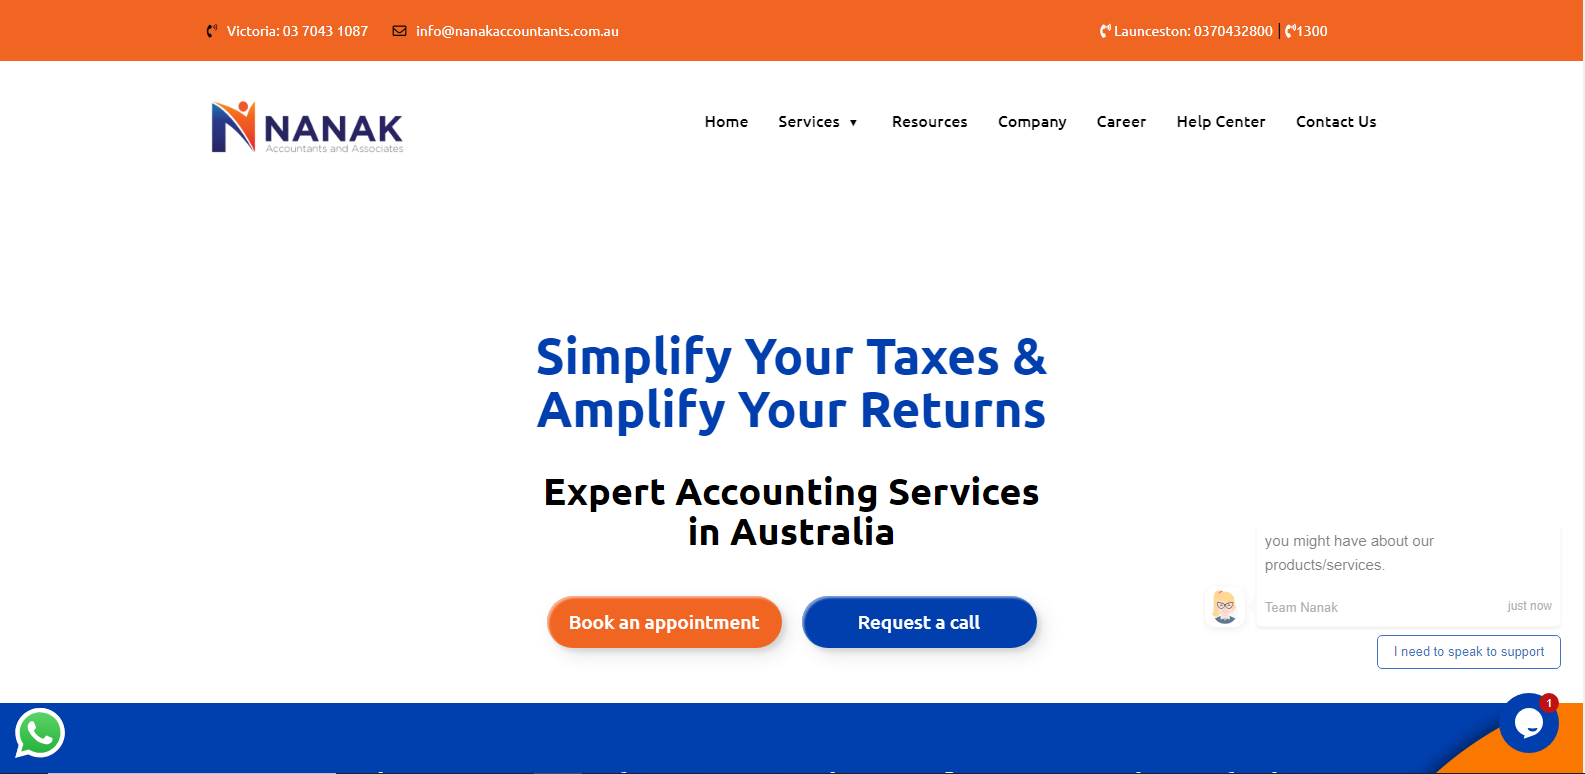 Victoria: 03 7043 1087
info@nanakaccountants.com.au
Launceston: 0370432800 | 1300
NANAK
Accountants and Associates
Home
Services ▼
Resources
Company
Career
Help Center
Contact Us
Simplify Your Taxes &
Amplify Your Returns
Expert Accounting Services
in Australia
Book an appointment
Request a call
you might have about our
products/services.
Team Nanak
just now
I need to speak to support
1